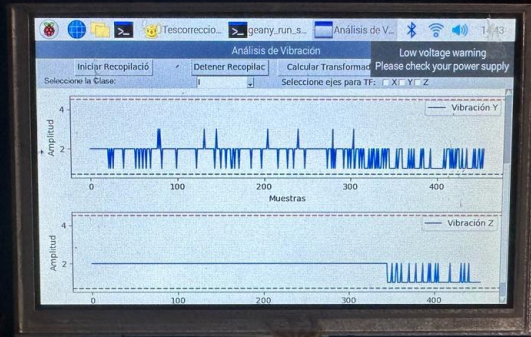 Tescorreccio... geany_run_s... Análisis de V... 14:43
Análisis de Vibración
Low voltage warning
Please check your power supply
Iniciar Recopilació Detener Recopilac Calcular Transformad
Seleccione la Clase: I Seleccione ejes para TF: X Y Z
Vibración Y
4
2
Amplitud
0 100 200 300 400
Muestras
Vibración Z
4
2
Amplitud
0 100 200 300 400